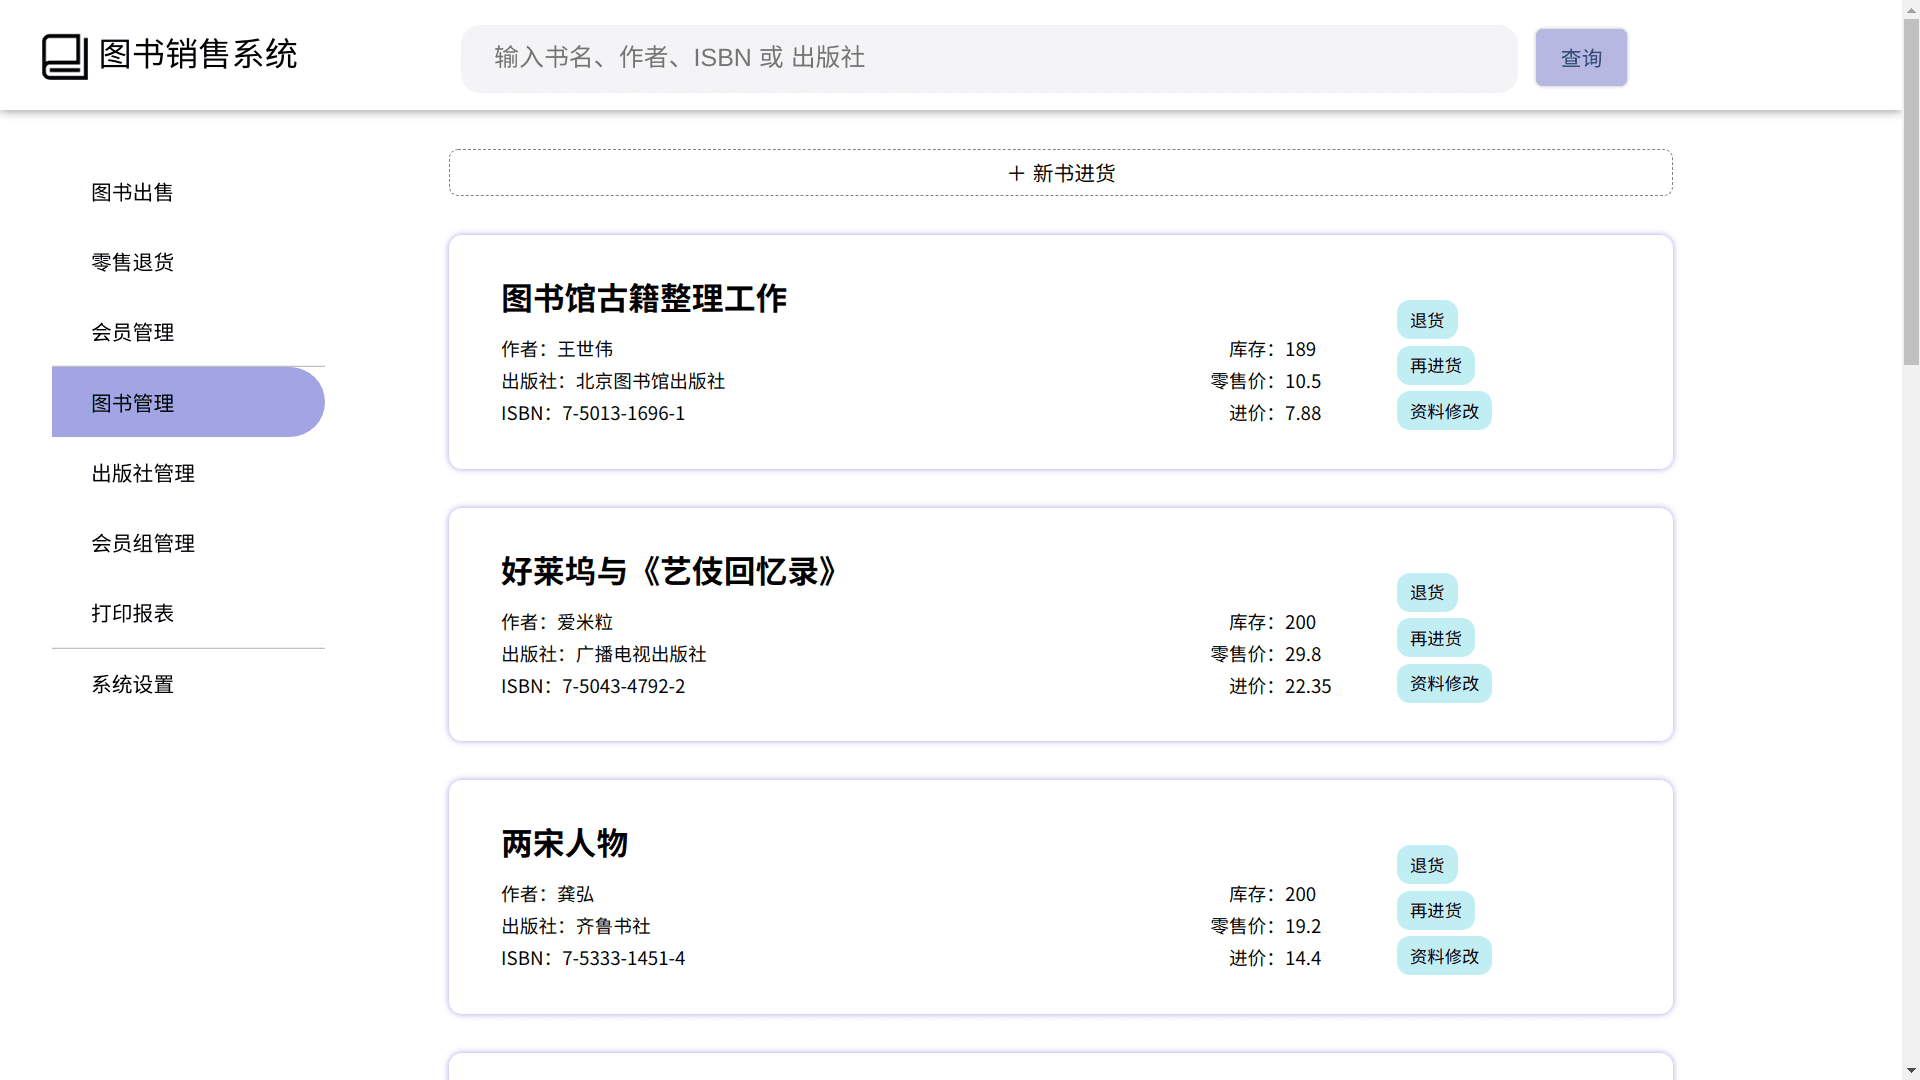 图书销售系统
输入书名、作者、ISBN 或 出版社
查询
图书出售
零售退货
会员管理
图书管理
出版社管理
会员组管理
打印报表
系统设置
＋ 新书进货
图书馆古籍整理工作
作者：王世伟
出版社：北京图书馆出版社
ISBN：7-5013-1696-1
库存：189
零售价：10.5
进价：7.88
退货
再进货
资料修改
好莱坞与《艺伎回忆录》
作者：爱米粒
出版社：广播电视出版社
ISBN：7-5043-4792-2
库存：200
零售价：29.8
进价：22.35
退货
再进货
资料修改
两宋人物
作者：龚弘
出版社：齐鲁书社
ISBN：7-5333-1451-4
库存：200
零售价：19.2
进价：14.4
退货
再进货
资料修改